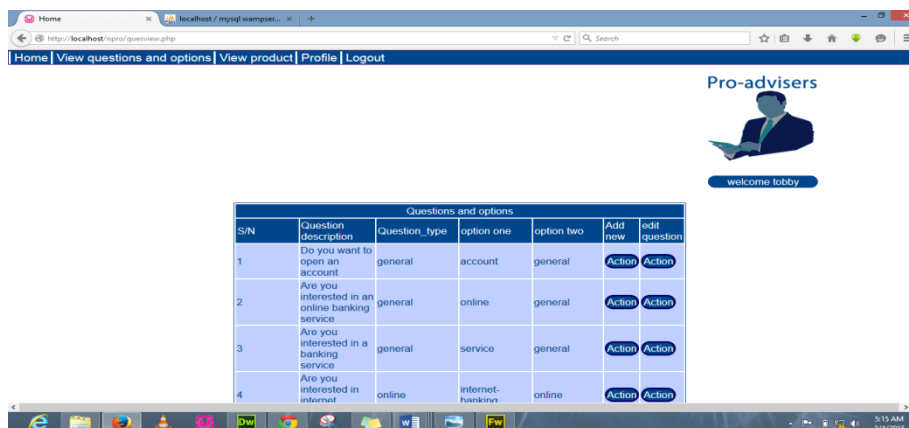 Home
localhost / mysql wampser...
http://localhost/npro/quesview.php
Search
Home View questions and options View product Profile Logout
Pro-advisers
welcome tobby
Questions and options
S/N Question description Question_type option one option two Add new edit question
1 Do you want to open an account general account general Action Action
2 Are you interested in an online banking service general online general Action Action
3 Are you interested in a banking service general service general Action Action
4 Are you interested in internet online internet-banking online Action Action
Dw
W
Fw
5:15 AM